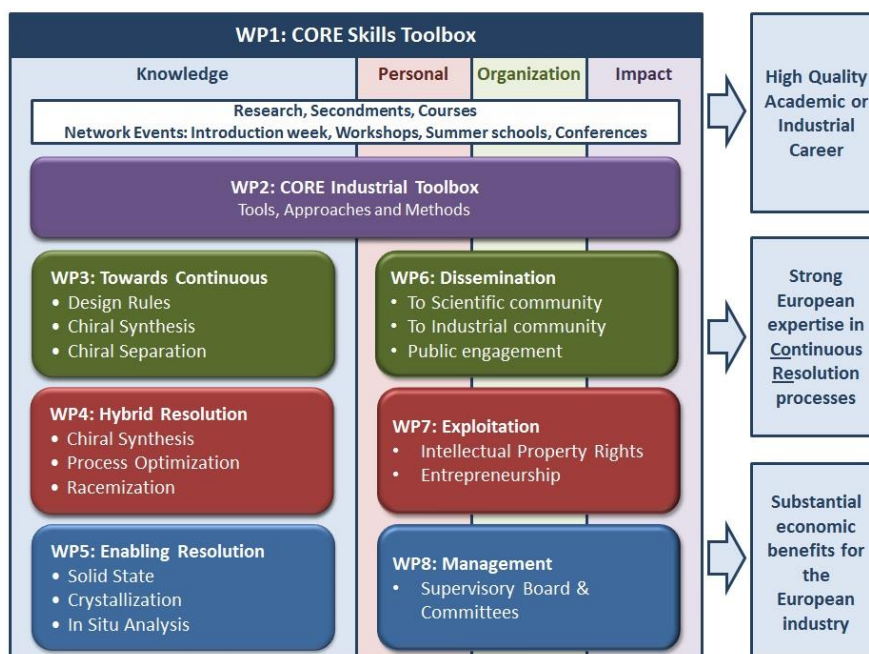 WP1: CORE Skills Toolbox
Knowledge
Personal
Organization
Impact
Research, Secondments, Courses
Network Events: Introduction week, Workshops, Summer schools, Conferences
WP2: CORE Industrial Toolbox
Tools, Approaches and Methods
WP3: Towards Continuous
• Design Rules
• Chiral Synthesis
• Chiral Separation
WP6: Dissemination
• To Scientific community
• To Industrial community
• Public engagement
WP4: Hybrid Resolution
• Chiral Synthesis
• Process Optimization
• Racemization
WP7: Exploitation
• Intellectual Property Rights
• Entrepreneurship
WP5: Enabling Resolution
• Solid State
• Crystallization
• In Situ Analysis
WP8: Management
• Supervisory Board &
Committees
High Quality
Academic or
Industrial
Career
Strong
European
expertise in
Continuous
Resolution
processes
Substantial
economic
benefits for
the
European
industry